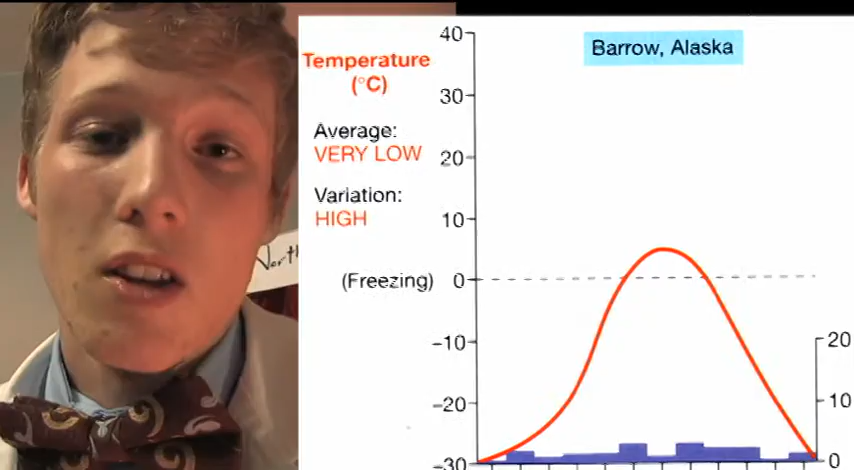 Barrow, Alaska
Temperature
(°C)
Average:
VERY LOW
Variation:
HIGH
(Freezing)
40
30
20
10
0
-10
-20
-30
20
10
0